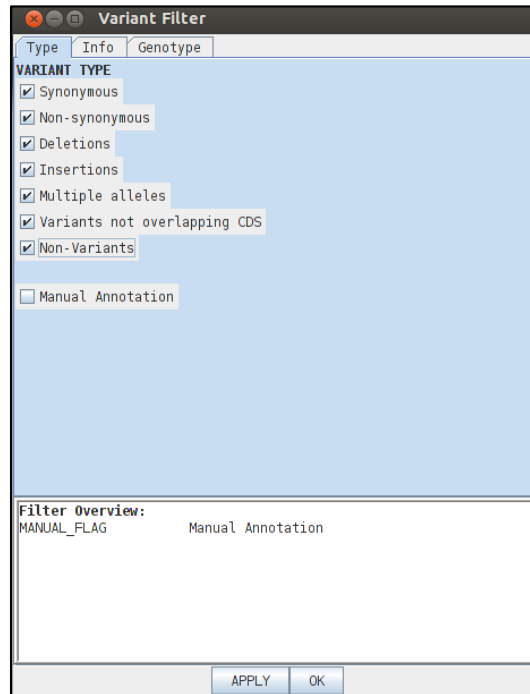 Variant Filter
Type Info Genotype
VARIANT TYPE
Synonymous
Non-synonymous
Deletions
Insertions
Multiple alleles
Variants not overlapping CDS
Non-Variants
Manual Annotation
Filter Overview:
MANUAL_FLAG Manual Annotation
APPLY OK